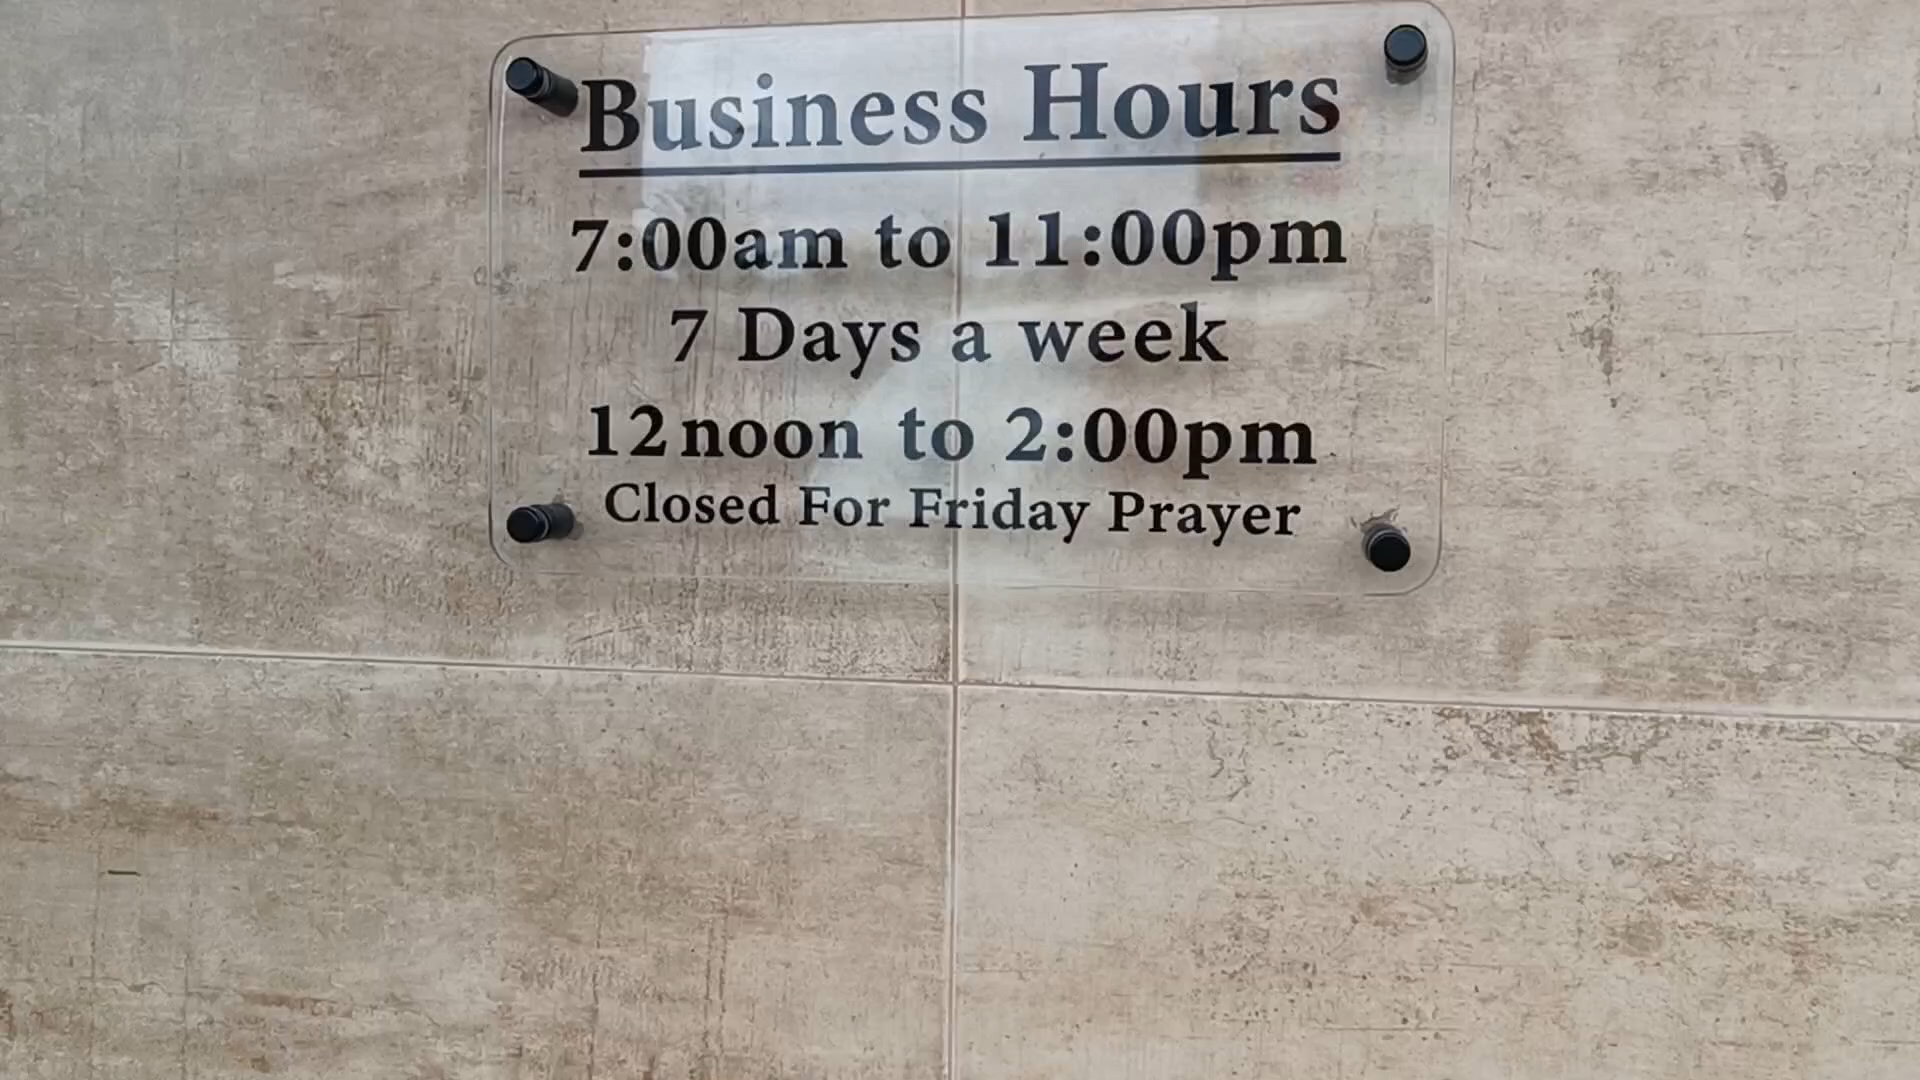 Business Hours
7:00am to 11:00pm
7 Days a week
12noon to 2:00pm
Closed For Friday Prayer